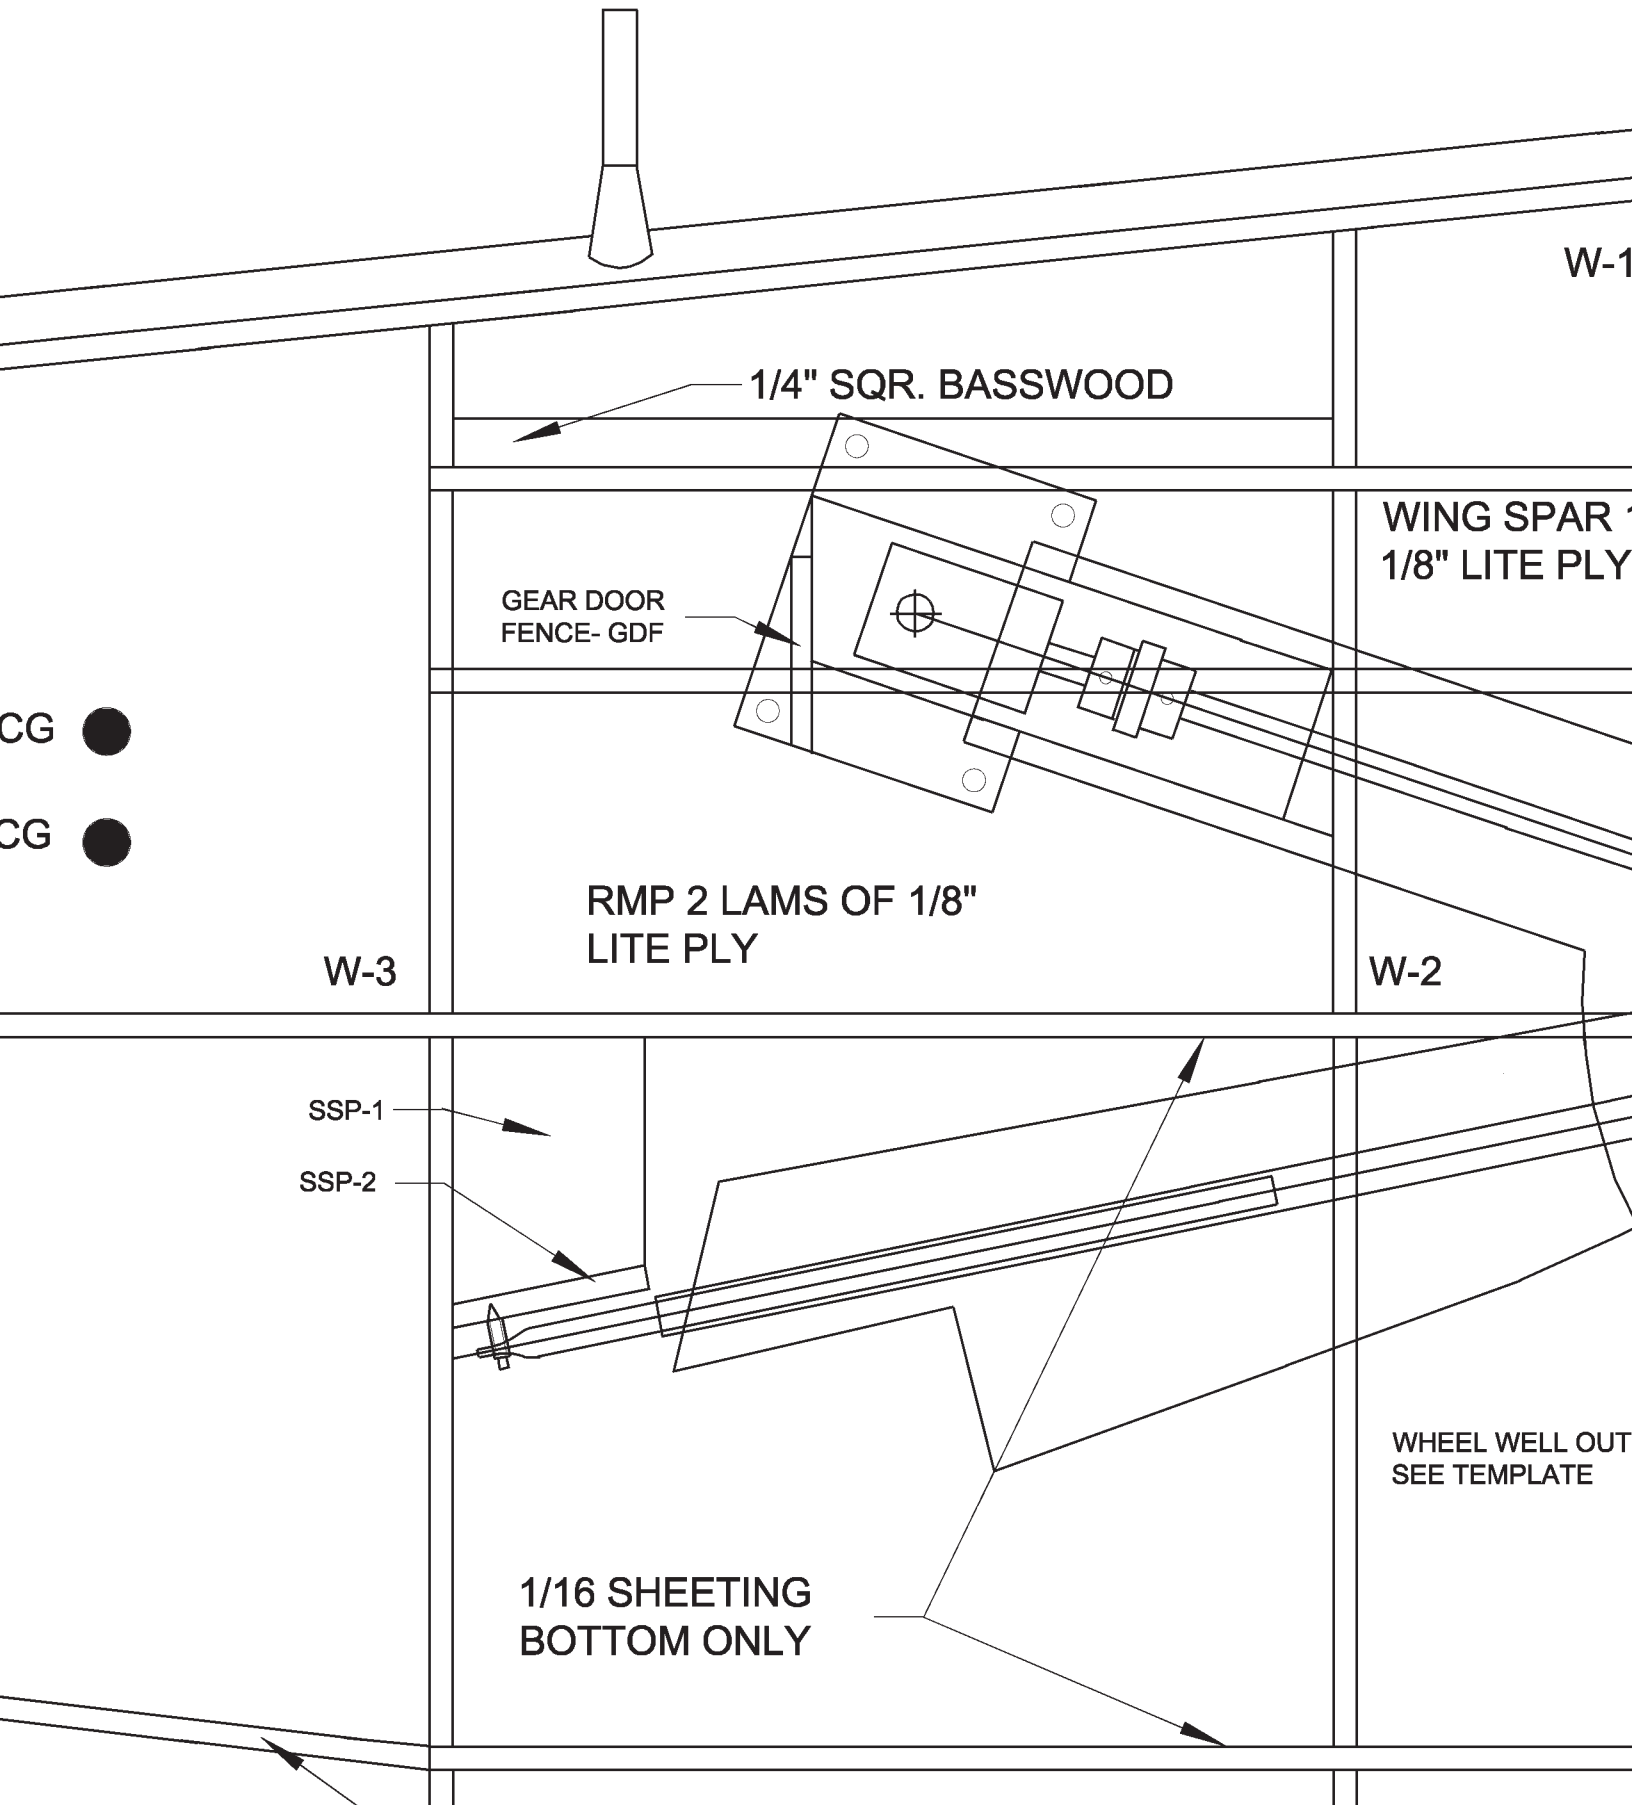 W-1
1/4" SQR. BASSWOOD
WING SPAR 1
1/8" LITE PLY
GEAR DOOR
FENCE- GDF
CG
CG
RMP 2 LAMS OF 1/8"
LITE PLY
W-3
W-2
SSP-1
SSP-2
WHEEL WELL OUT
SEE TEMPLATE
1/16 SHEETING
BOTTOM ONLY